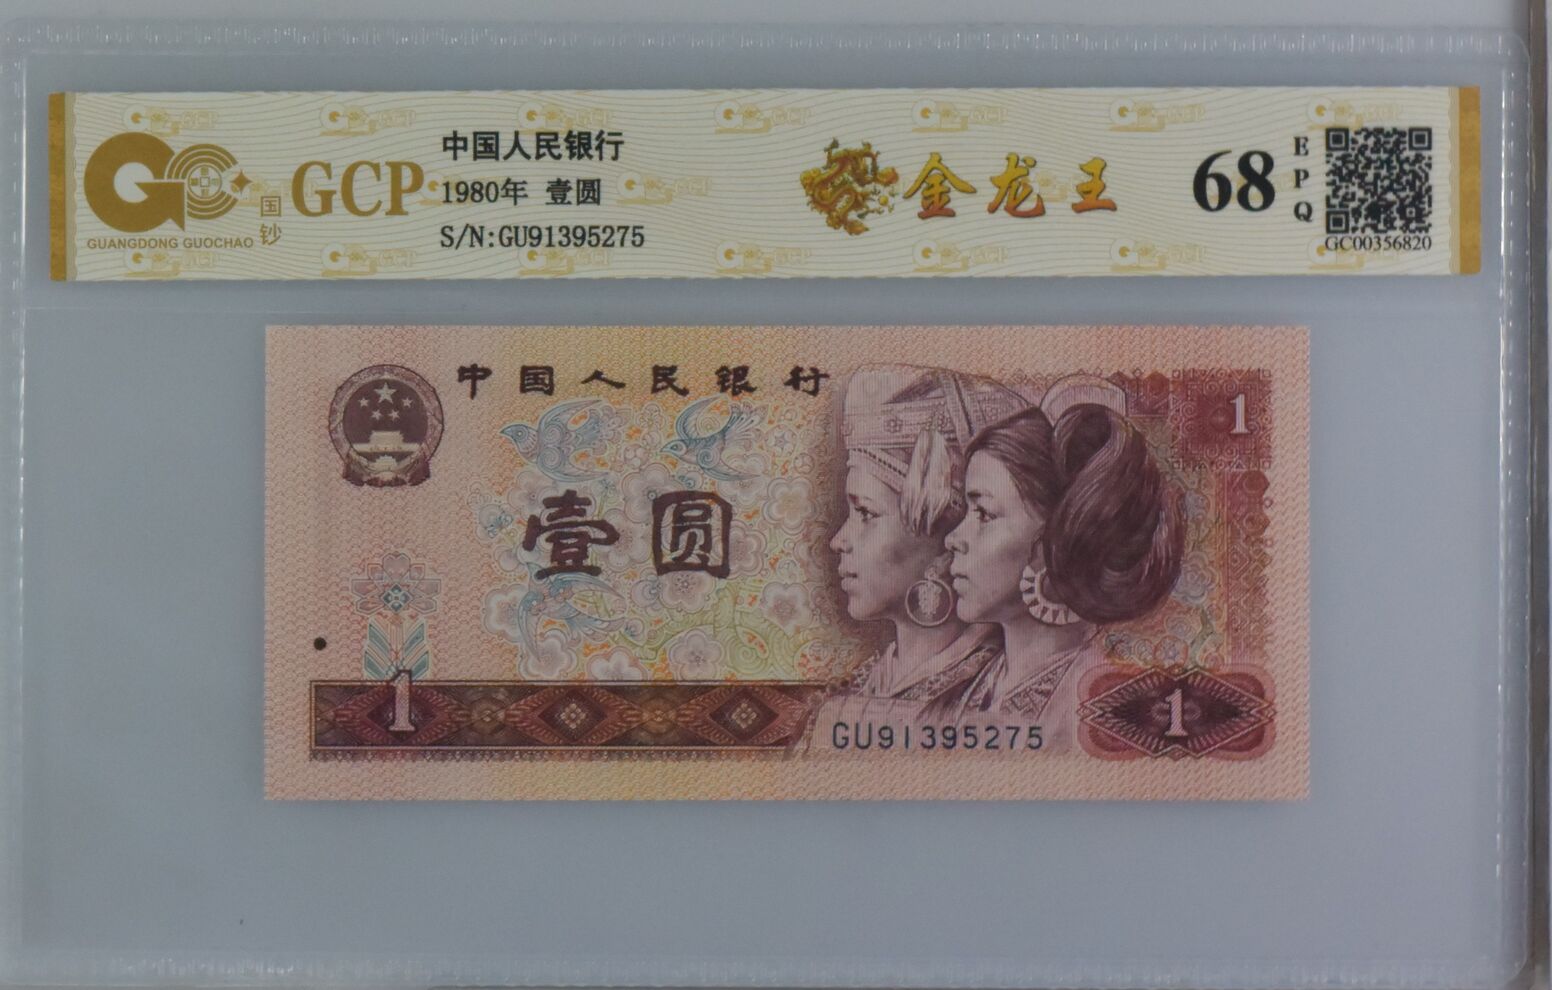 GUANGDONG GUOCHAO
国钞
GCP
中国人民银行
1980年 壹圆
S/N:GU91395275
金龙王
68
EPQ
GC00356820
中国人民银行
1
壹圆
1
GU91395275
1